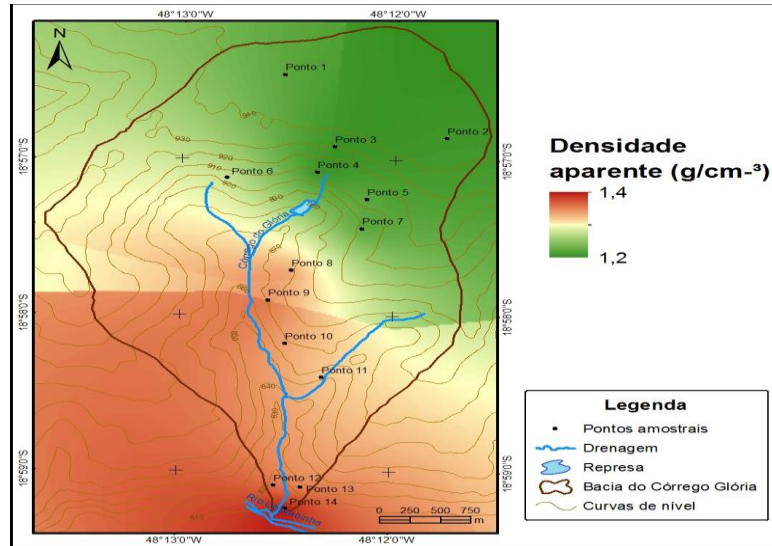 48°13'0"W
48°12'0"W
N
Ponto 1
Ponto 2
Ponto 3
Ponto 4
Ponto 5
Ponto 6
Ponto 7
Ponto 8
Ponto 9
Ponto 10
Ponto 11
Ponto 12
Ponto 13
Ponto 14
Córrego do Glória
930
920
910
840
18°57'0"S
18°57'0"S
18°58'0"S
18°58'0"S
18°59'0"S
18°59'0"S
0 250 500 750
m
48°13'0"W
48°12'0"W
Densidade
aparente (g/cm-³)
1,4
1,2
Legenda
Pontos amostrais
Drenagem
Represa
Bacia do Córrego Glória
Curvas de nível